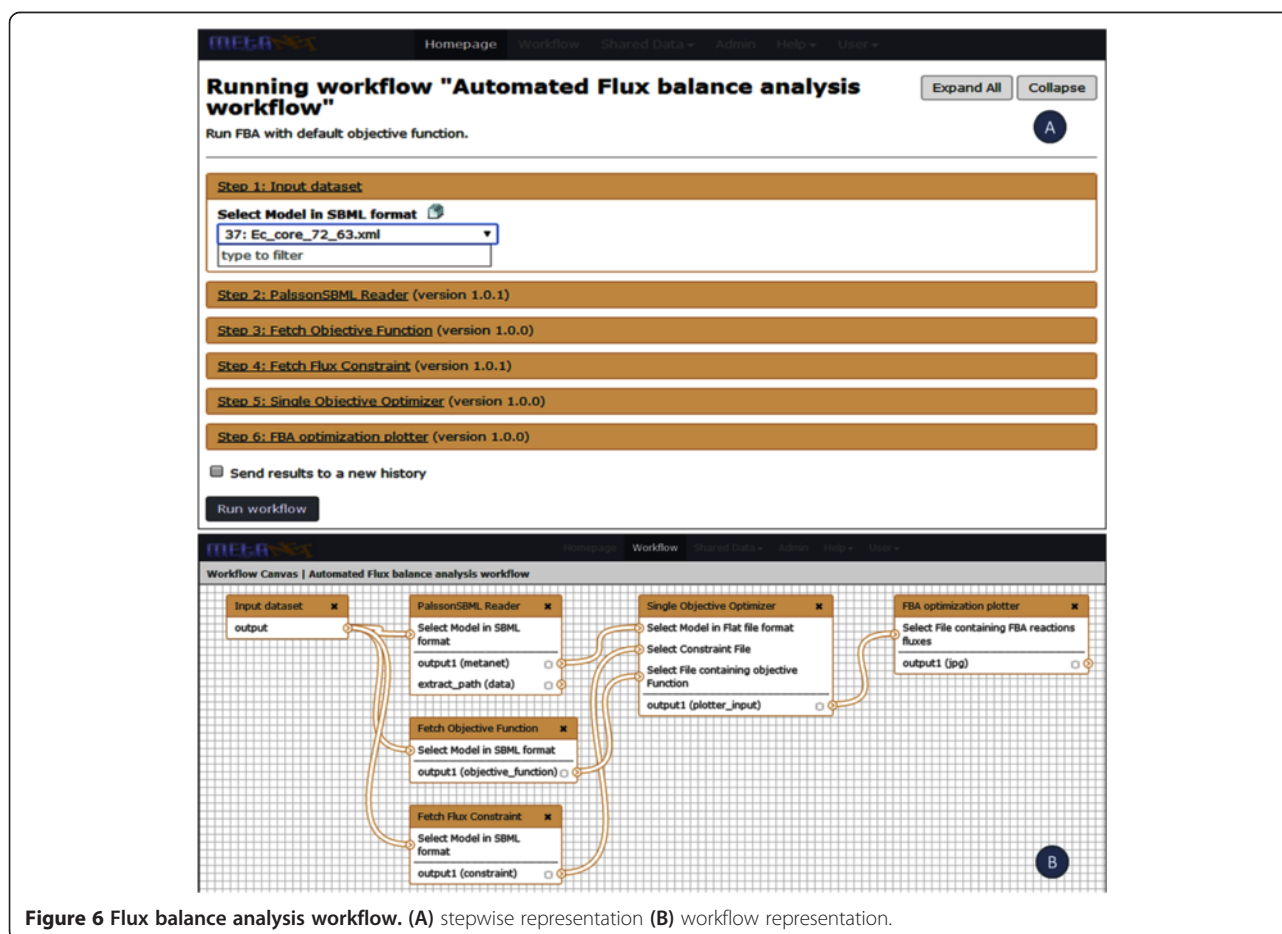 METANET
Homepage Workflow Shared Data Admin Help User
Running workflow "Automated Flux balance analysis
workflow"
Expand All Collapse
Run FBA with default objective function.
A
Step 1: Input dataset
Select Model in SBML format
37: Ec_core_72_63.xml
type to filter
Step 2: PalssonSBML Reader (version 1.0.1)
Step 3: Fetch Objective Function (version 1.0.0)
Step 4: Fetch Flux Constraint (version 1.0.1)
Step 5: Single Objective Optimizer (version 1.0.0)
Step 6: FBA optimization plotter (version 1.0.0)
Send results to a new history
Run workflow
METANET
Homepage Workflow Shared Data Admin Help User
Workflow Canvas | Automated Flux balance analysis workflow
Input dataset
output
PalssonSBML Reader
Select Model in SBML
format
output1 (metanet)
extract_path (data)
Fetch Objective Function
Select Model in SBML format
output1 (objective_function)
Fetch Flux Constraint
Select Model in SBML
format
output1 (constraint)
Single Objective Optimizer
Select Model in Flat file format
Select Constraint File
Select File containing objective
Function
output1 (plotter_input)
FBA optimization plotter
Select File containing FBA reactions
fluxes
output1 (jpg)
B
Figure 6 Flux balance analysis workflow. (A) stepwise representation (B) workflow representation.